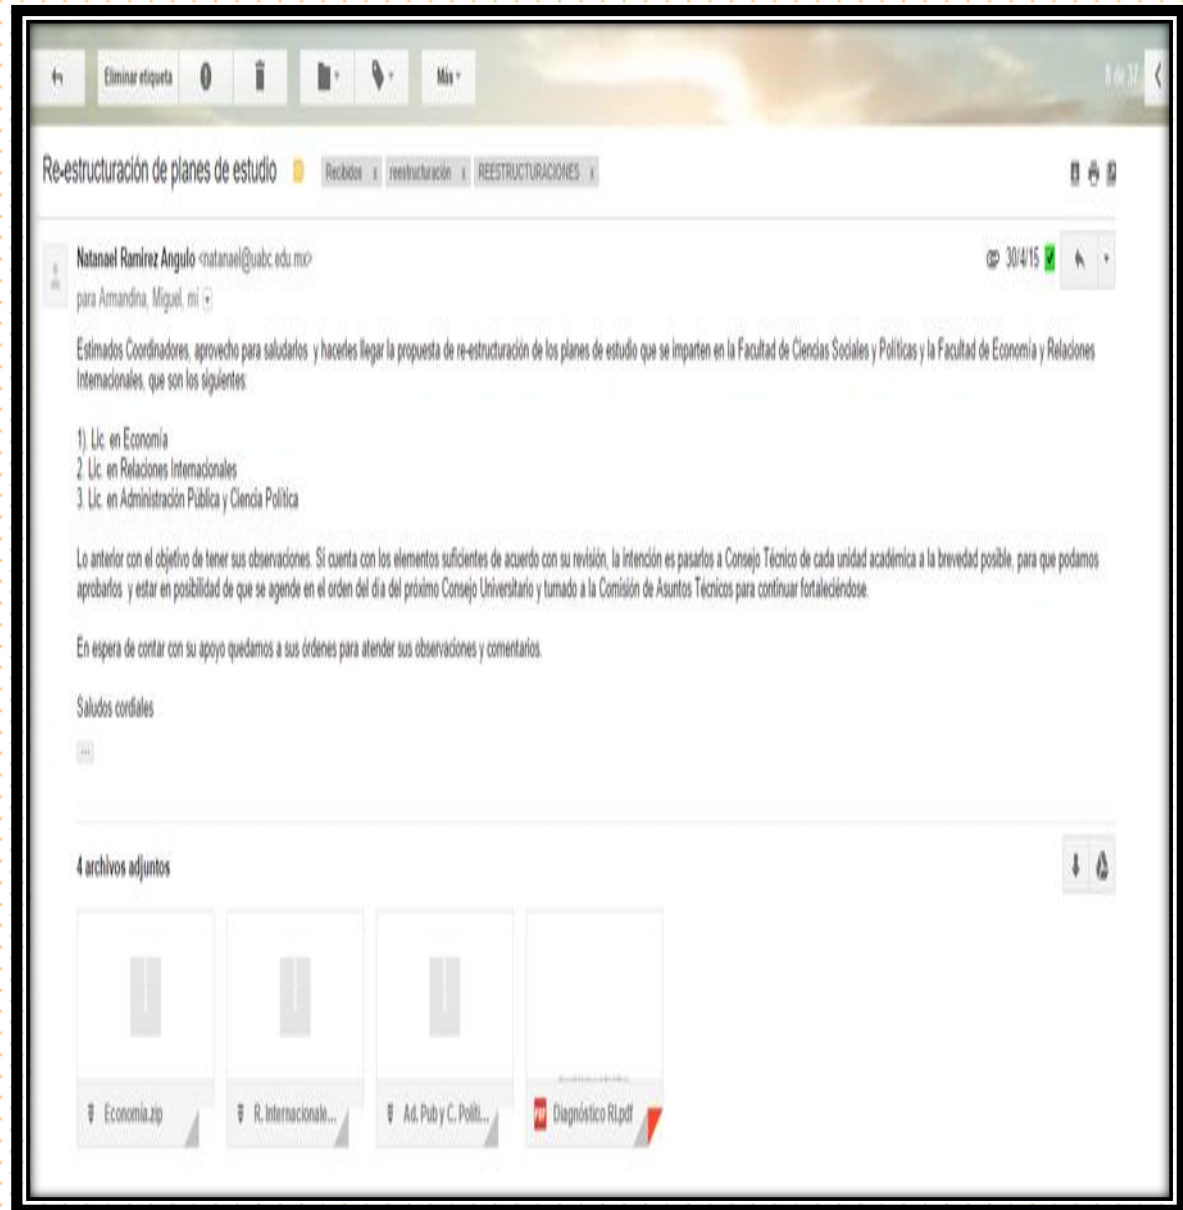 Eliminar etiqueta
Más
8 de 37
Re-estructuración de planes de estudio
Recibidos x
reestructuración x
REESTRUCTURACIONES x
Natanael Ramirez Angulo <natanael@uabc.edu.mx>
30/4/15
para Armandina, Miguel, mí
Estimados Coordinadores, aprovecho para saludarlos y hacerles llegar la propuesta de re-estructuración de los planes de estudio que se imparten en la Facultad de Ciencias Sociales y Políticas y la Facultad de Economía y Relaciones
Internacionales, que son los siguientes:
1). Lic. en Economía
2. Lic. en Relaciones Internacionales
3. Lic. en Administración Pública y Ciencia Política
Lo anterior con el objetivo de tener sus observaciones. Sí cuenta con los elementos suficientes de acuerdo con su revisión, la intención es pasarlos a Consejo Técnico de cada unidad académica a la brevedad posible, para que podamos
aprobarlos y estar en posibilidad de que se agende en el orden del día del próximo Consejo Universitario y turnado a la Comisión de Asuntos Técnicos para continuar fortaleciéndose.
En espera de contar con su apoyo quedamos a sus órdenes para atender sus observaciones y comentarios.
Saludos cordiales
4 archivos adjuntos
Economía.zip
R. Internacionale...
Ad. Pub y C. Políti...
PDF
Diagnóstico RI.pdf